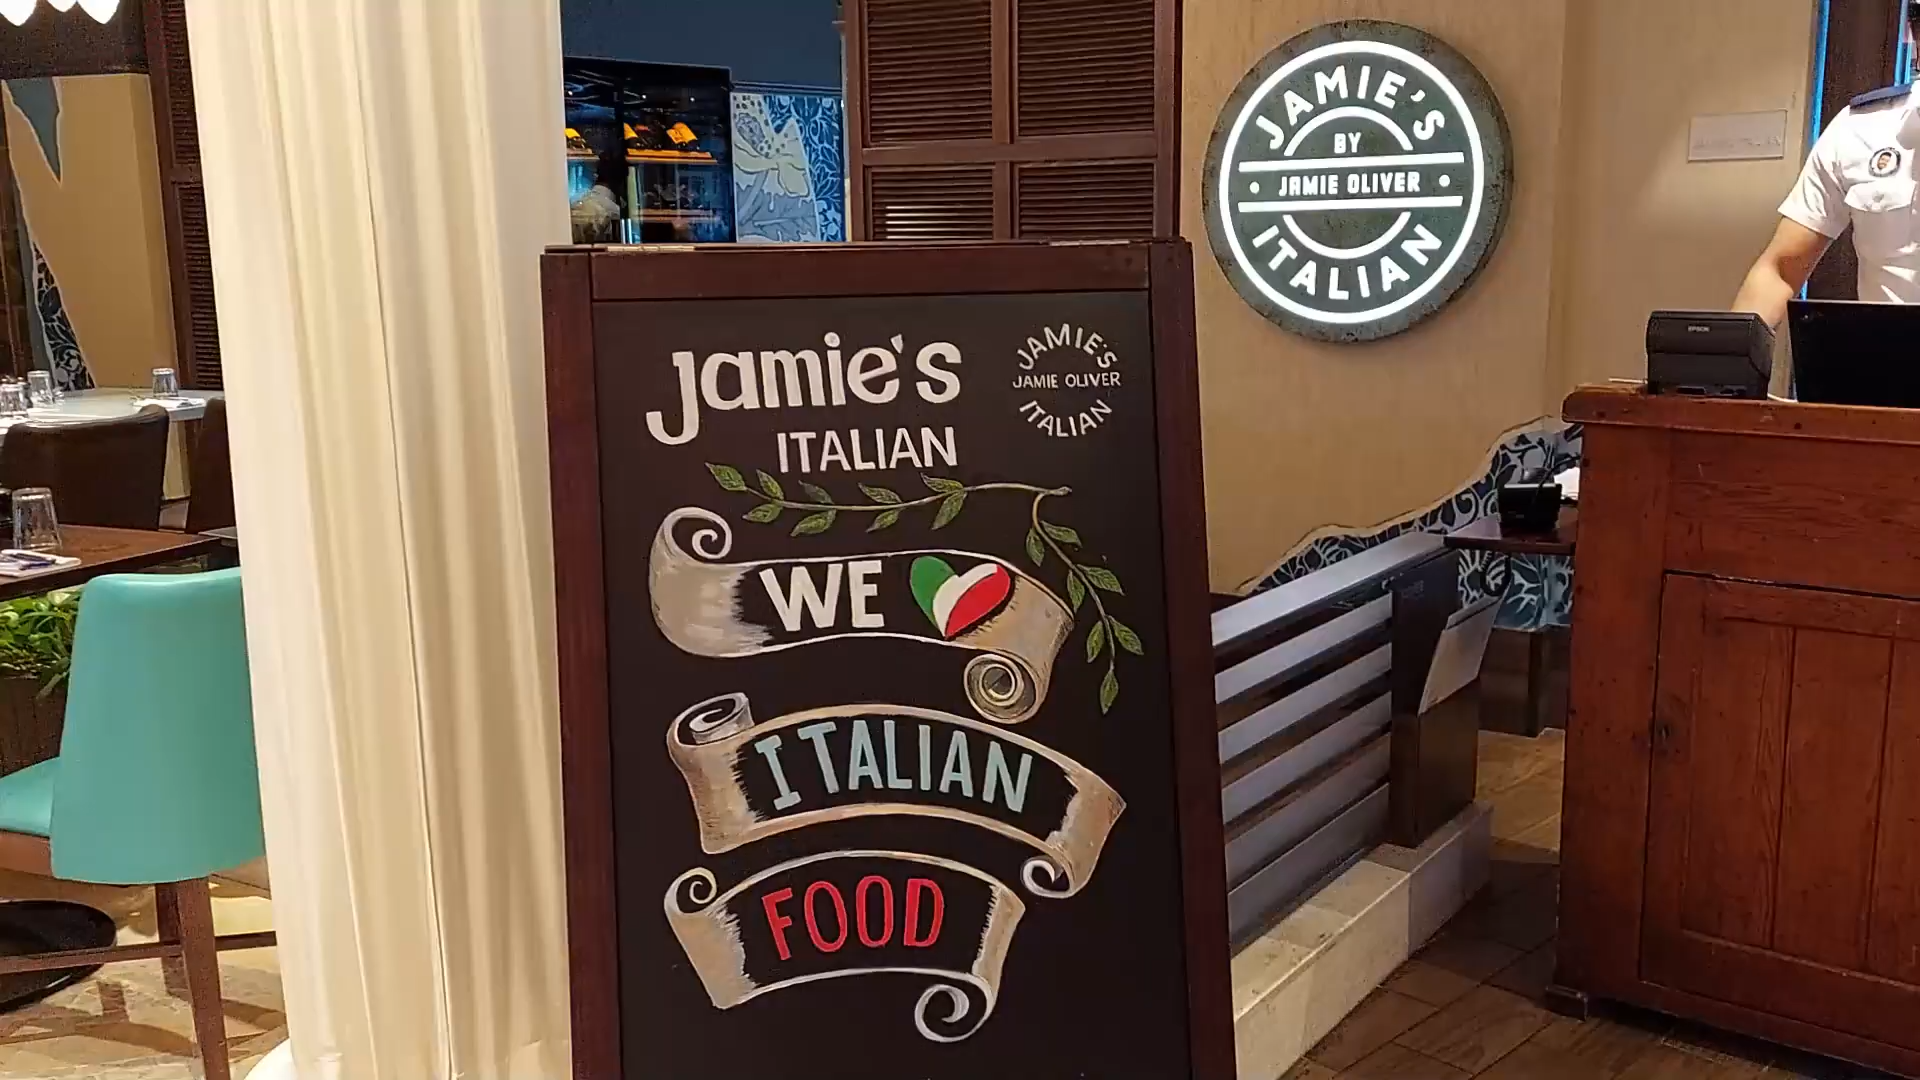 JAMIE'S
BY
JAMIE OLIVER
ITALIAN
EPSON
Jamie's
ITALIAN
JAMIE'S
JAMIE OLIVER
ITALIAN
WE
ITALIAN
FOOD